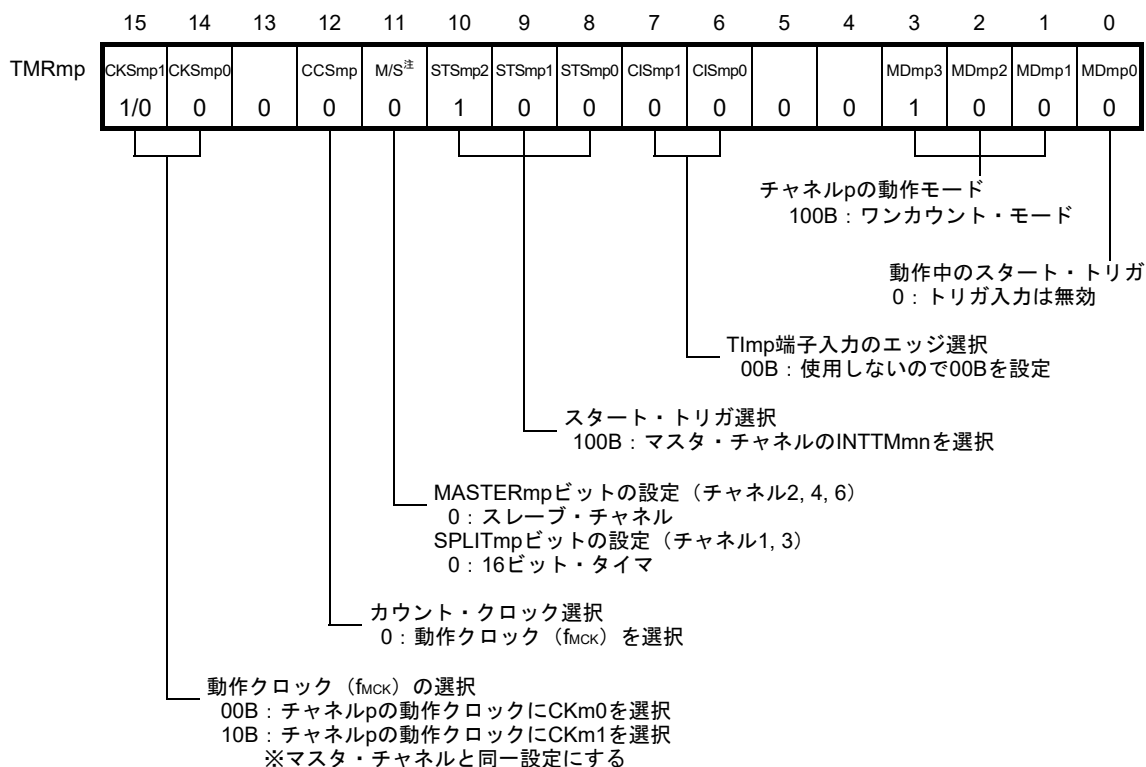 15 14 13 12 11 10 9 8 7 6 5 4 3 2 1 0
TMRmp CKSmp1 CKSmp0 CCSmp M/S注 STSmp2 STSmp1 STSmp0 CISmp1 CISmp0 MDmp3 MDmp2 MDmp1 MDmp0
1/0 0 0 0 0 1 0 0 0 0 0 0 1 0 0 0
チャネルpの動作モード
100B：ワンカウント・モード
動作中のスタート・トリガ
0：トリガ入力は無効
TImp端子入力のエッジ選択
00B：使用しないので00Bを設定
スタート・トリガ選択
100B：マスタ・チャネルのINTTMmnを選択
MASTERmpビットの設定（チャネル2, 4, 6）
0：スレーブ・チャネル
SPLITmpビットの設定（チャネル1, 3）
0：16ビット・タイマ
カウント・クロック選択
0：動作クロック（fMCK）を選択
動作クロック（fMCK）の選択
00B：チャネルpの動作クロックにCKm0を選択
10B：チャネルpの動作クロックにCKm1を選択
※マスタ・チャネルと同一設定にする